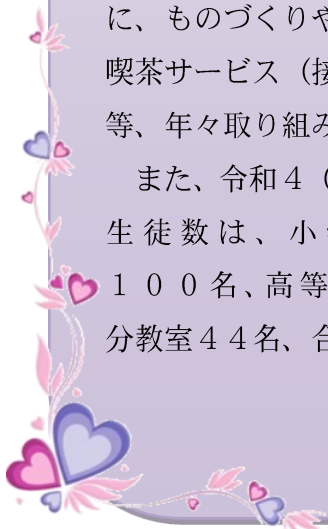 に、ものづくりや
喫茶サービス（接
等、年々取り組み
また、令和４（
生徒数は、小
１００名、高等
分教室４４名、合